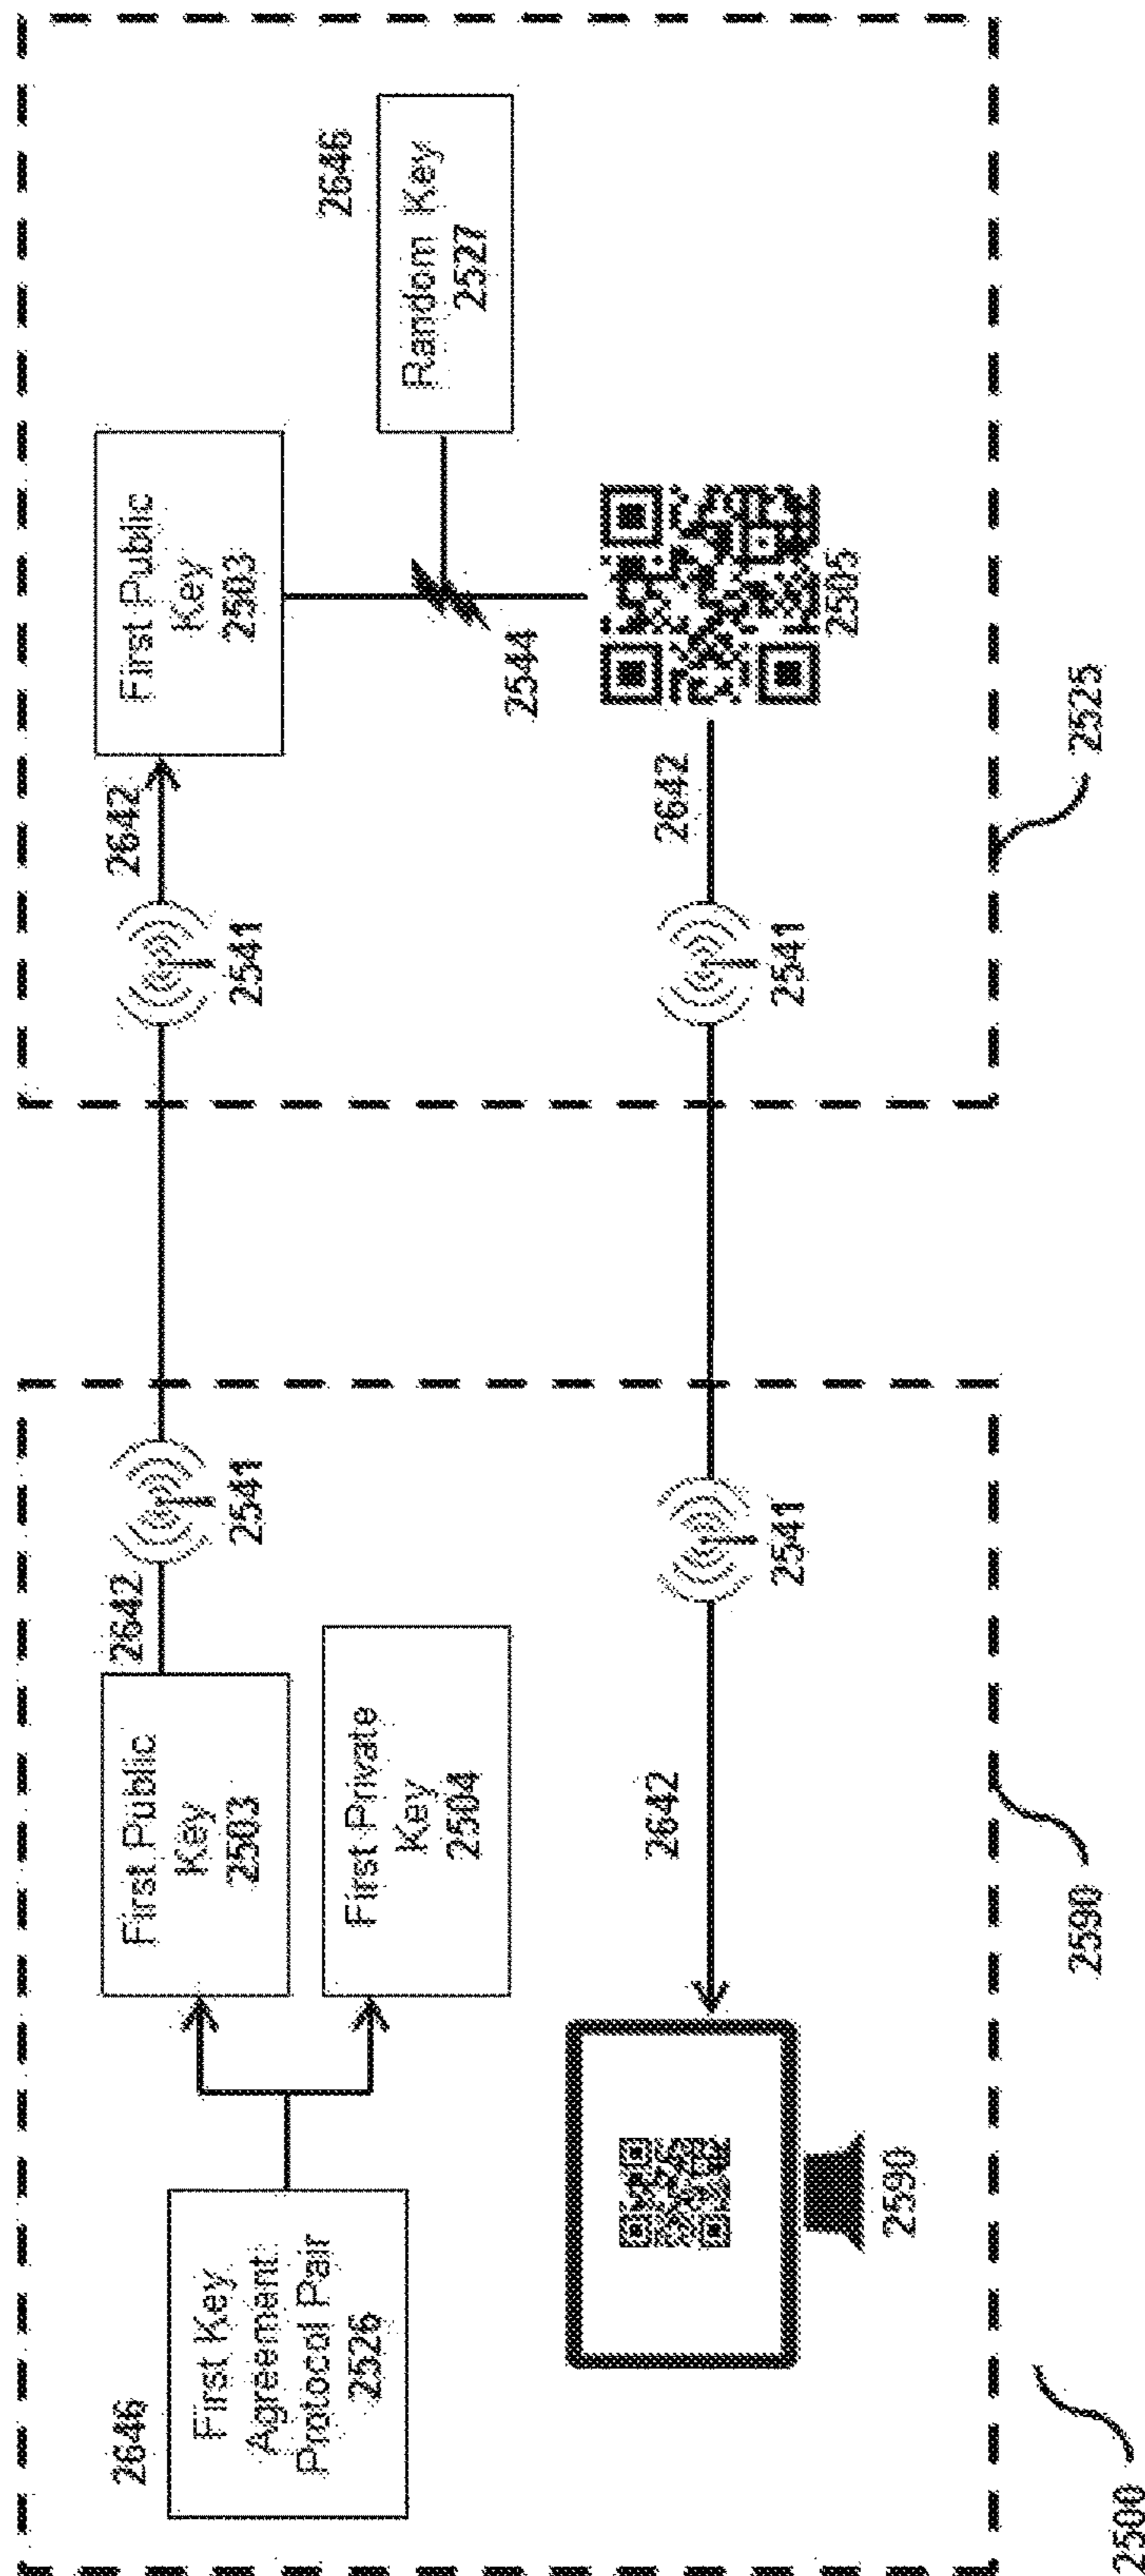 2646
First Key
Agreement
Protocol Pair
2526
First Public
Key
2503
2642
2541
First Private
Key
2504
2541
2642
First Public
Key
2503
2646
Random Key
2527
2544
2642
2541
2541
2642
2505
2590
2500
2590
2525